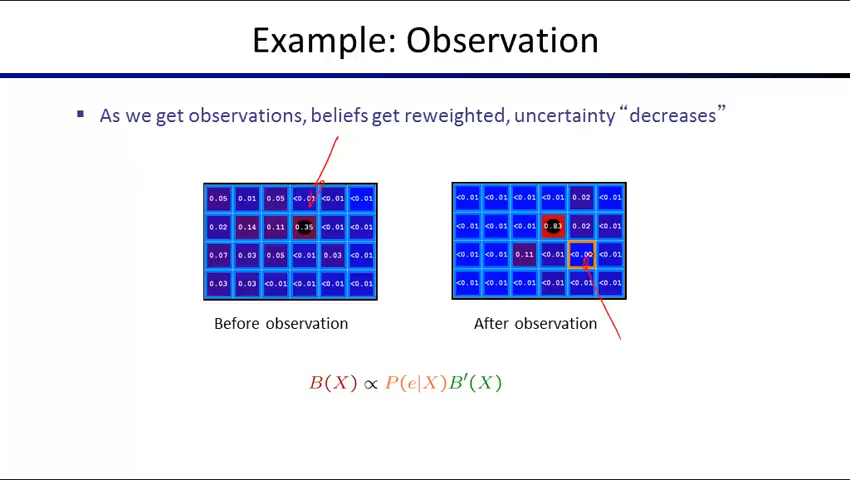 Example: Observation
▪ As we get observations, beliefs get reweighted, uncertainty “decreases”
0.05 0.01 0.05 <0.01 <0.01 <0.01
0.02 0.14 0.11 0.35 <0.01 <0.01
0.07 0.03 0.05 <0.01 0.03 <0.01
0.03 0.03 <0.01 <0.01 <0.01 <0.01
Before observation
<0.01 <0.01 <0.01 <0.01 0.02 <0.01
<0.01 <0.01 <0.01 0.83 0.02 <0.01
<0.01 <0.01 0.11 <0.01 <0.00 <0.01
<0.01 <0.01 <0.01 <0.01 <0.01 <0.01
After observation
B(X) ∝ P(e|X)B′(X)